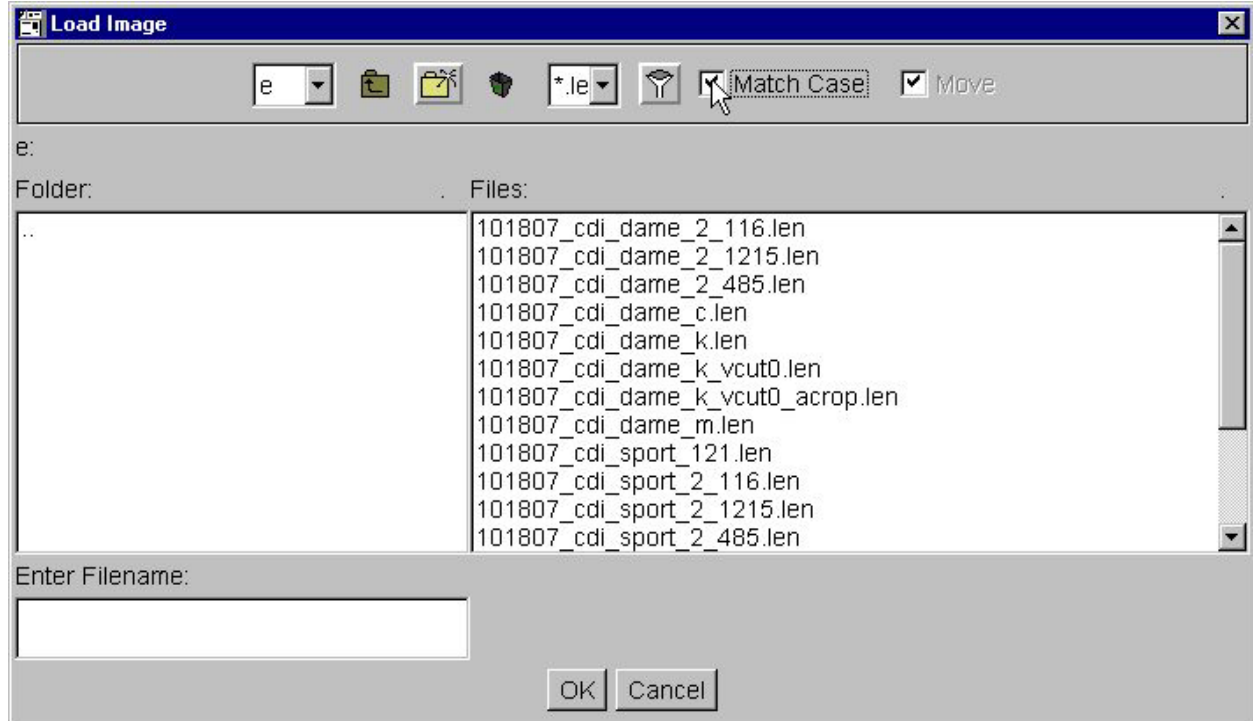 Load Image
e *.le Match Case Move
e:
Folder: . Files: .
..
101807_cdi_dame_2_116.len
101807_cdi_dame_2_1215.len
101807_cdi_dame_2_485.len
101807_cdi_dame_c.len
101807_cdi_dame_k.len
101807_cdi_dame_k_vcut0.len
101807_cdi_dame_k_vcut0_acrop.len
101807_cdi_dame_m.len
101807_cdi_sport_121.len
101807_cdi_sport_2_116.len
101807_cdi_sport_2_1215.len
101807_cdi_sport_2_485.len
Enter Filename:
OK Cancel